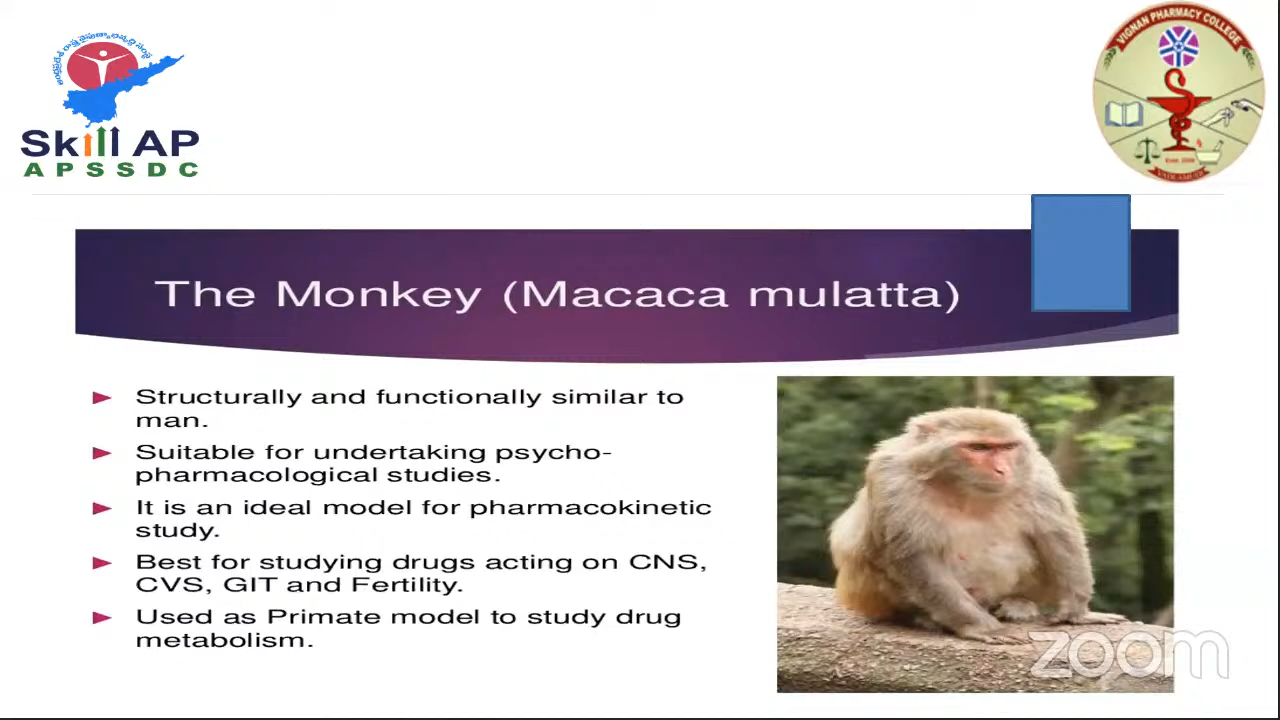 Skill AP
APSSDC
VIGNAN PHARMACY COLLEGE
VADLAMUDI
The Monkey (Macaca mulatta)
► Structurally and functionally similar to
man.
► Suitable for undertaking psycho-
pharmacological studies.
► It is an ideal model for pharmacokinetic
study.
► Best for studying drugs acting on CNS,
CVS, GIT and Fertility.
► Used as Primate model to study drug
metabolism.
zoom